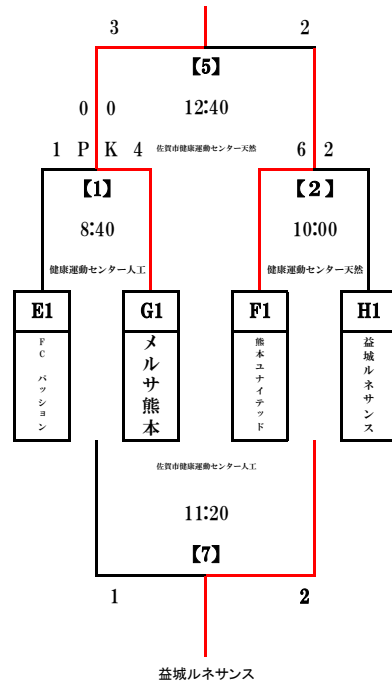 3 2
【5】
12:40
0 0
1 P K 4 佐賀市健康運動センター天然 6 2
【1】 【2】
8:40 10:00
健康運動センター人工 健康運動センター天然
E1 G1 F1 H1
FC パッション
メルサ熊本
熊本ユナイテッド
益城ルネサンス
佐賀市健康運動センター人工
11:20
【7】
1 2
益城ルネサンス